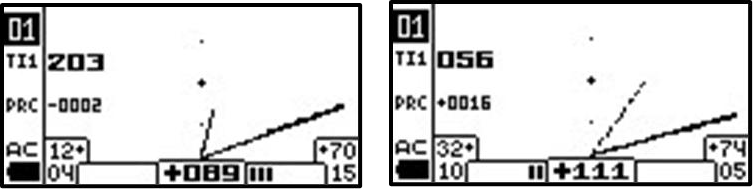 01
TI1 203
PRC -0002
AC 12+ +70
04 +089 15
01
TI1 056
PRC +0016
AC 32+ +74
10 +111 05